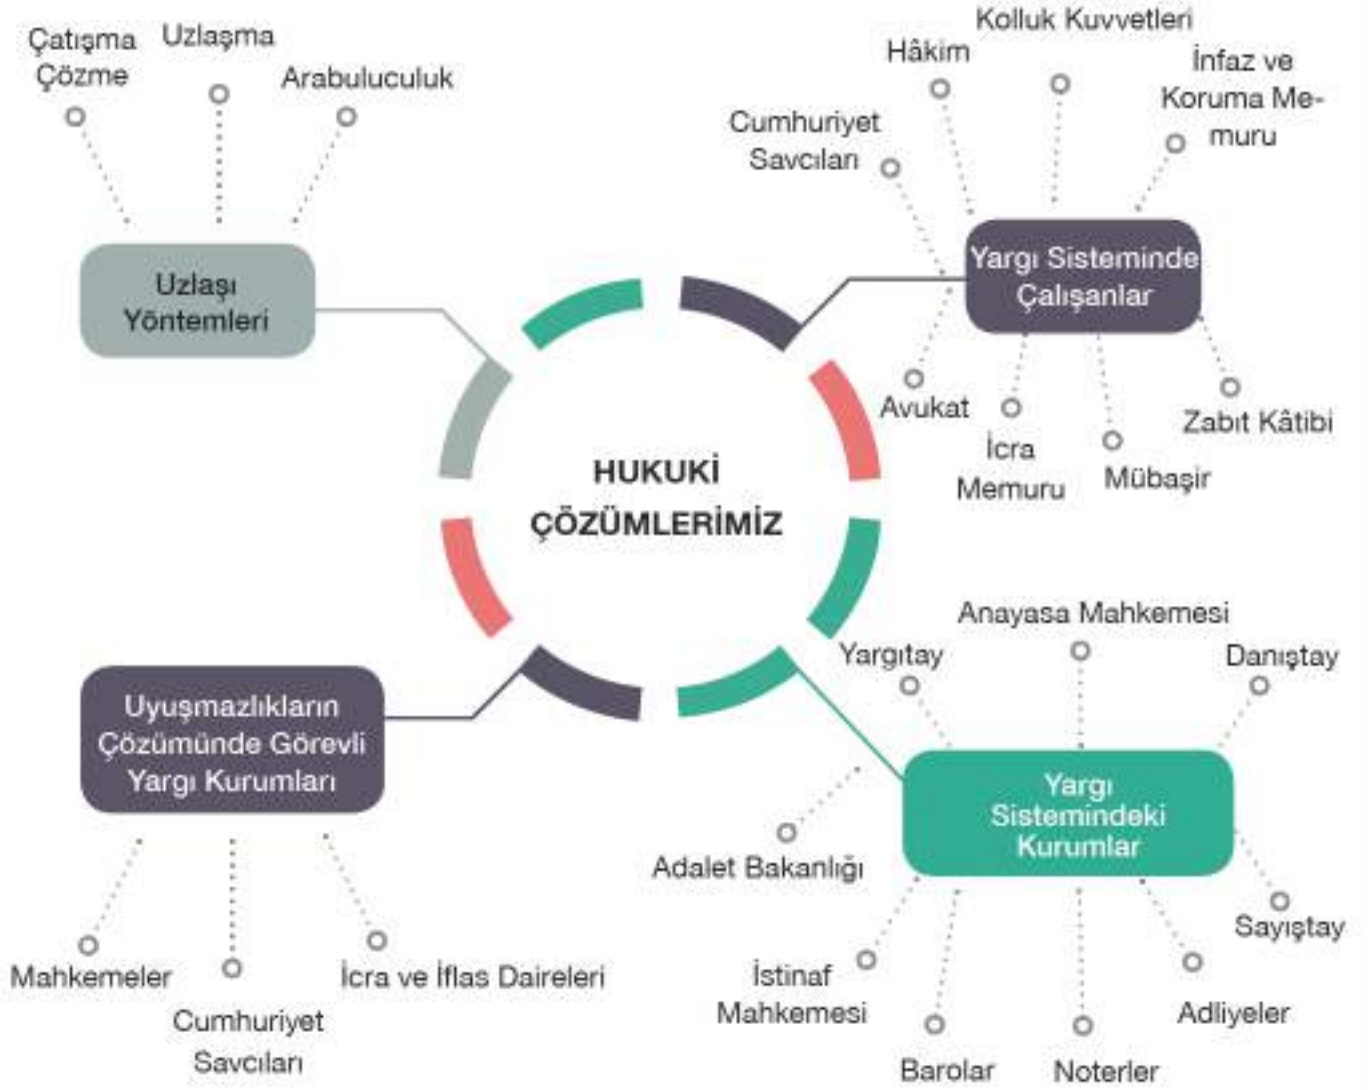 Çatışma
Çözme
Uzlaşma
Arabuluculuk
Uzlaşı
Yöntemleri
Cumhuriyet
Savcıları
Hâkim
Kolluk Kuvvetleri
İnfaz ve
Koruma Me-
muru
Yargı Sisteminde
Çalışanlar
Avukat
İcra
Memuru
Mübaşir
Zabıt Kâtibi
HUKUKİ
ÇÖZÜMLERİMİZ
Uyuşmazlıkların
Çözümünde Görevli
Yargı Kurumları
Mahkemeler
Cumhuriyet
Savcıları
İcra ve İflas Daireleri
Yargıtay
Anayasa Mahkemesi
Danıştay
Yargı
Sistemindeki
Kurumlar
Adalet Bakanlığı
İstinaf
Mahkemesi
Barolar
Noterler
Adliyeler
Sayıştay